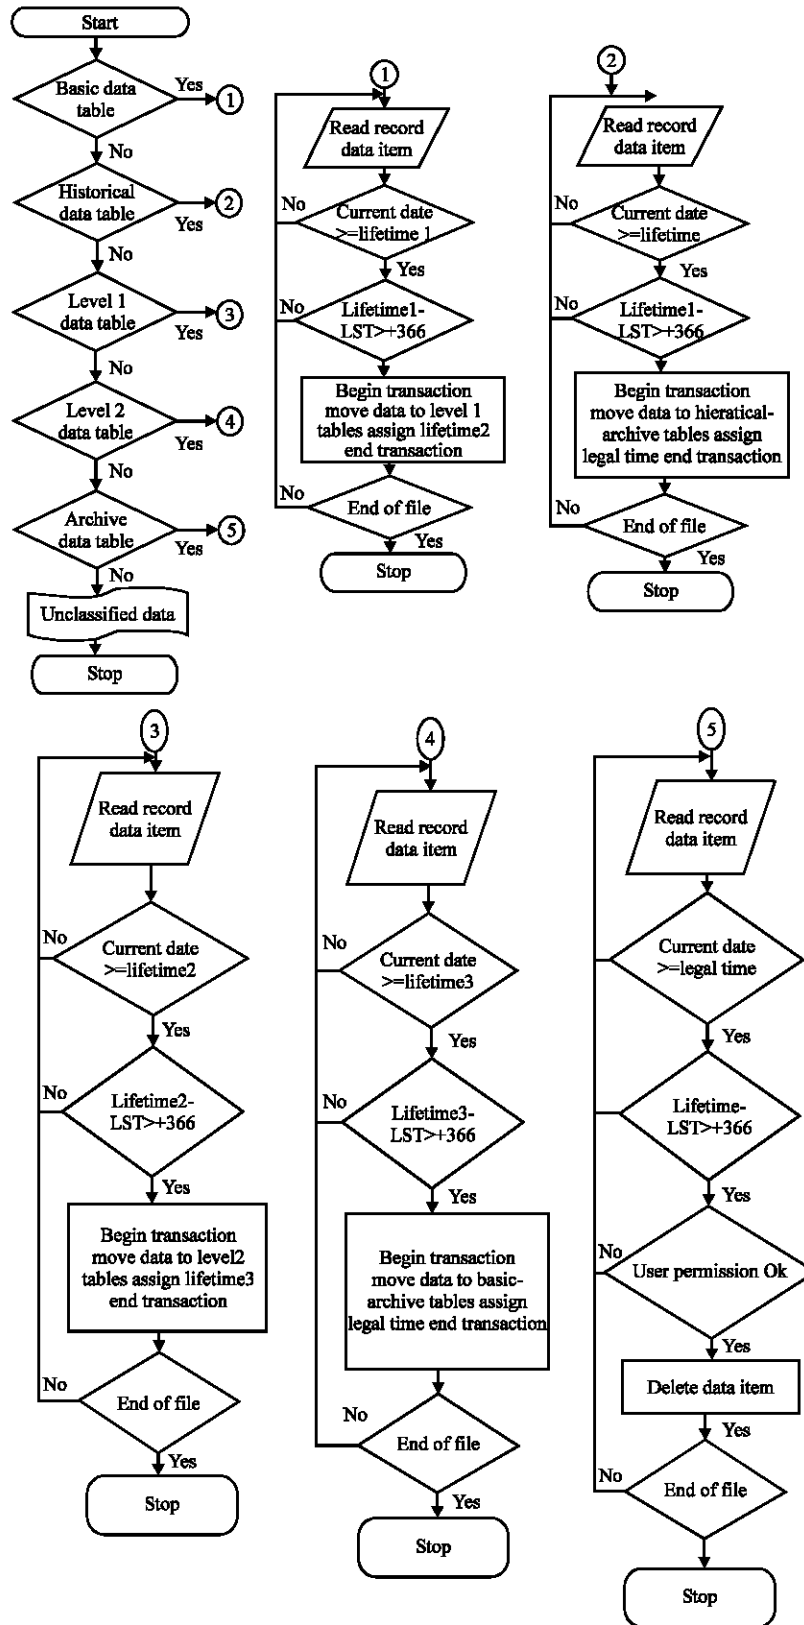 Start
Basic data
table
Yes
1
No
Historical
data table
Yes
2
No
Level 1
data table
Yes
3
No
Level 2
data table
Yes
4
No
Archive
data table
Yes
5
No
Unclassified data
Stop
1
Read record
data item
No
Current date
>=lifetime 1
Yes
No
Lifetime1-
LST>+366
Begin transaction
move data to level 1
tables assign lifetime2
end transaction
No
End of file
Yes
Stop
2
Read record
data item
No
Current date
>=lifetime
Yes
No
Lifetime1-
LST>+366
Begin transaction
move data to hieratical-
archive tables assign
legal time end transaction
No
End of file
Yes
Stop
3
Read record
data item
No
Current date
>=lifetime2
Yes
No
Lifetime2-
LST>+366
Yes
Begin transaction
move data to level2
tables assign lifetime3
end transaction
No
End of file
Yes
Stop
4
Read record
data item
No
Current date
>=lifetime3
Yes
No
Lifetime3-
LST>+366
Yes
Begin transaction
move data to basic-
archive tables assign
legal time end transaction
No
End of file
Yes
Stop
5
Read record
data item
No
Current date
>=legal time
Yes
No
Lifetime-
LST>+366
Yes
No
User permission Ok
Yes
Delete data item
Yes
No
End of file
Stop